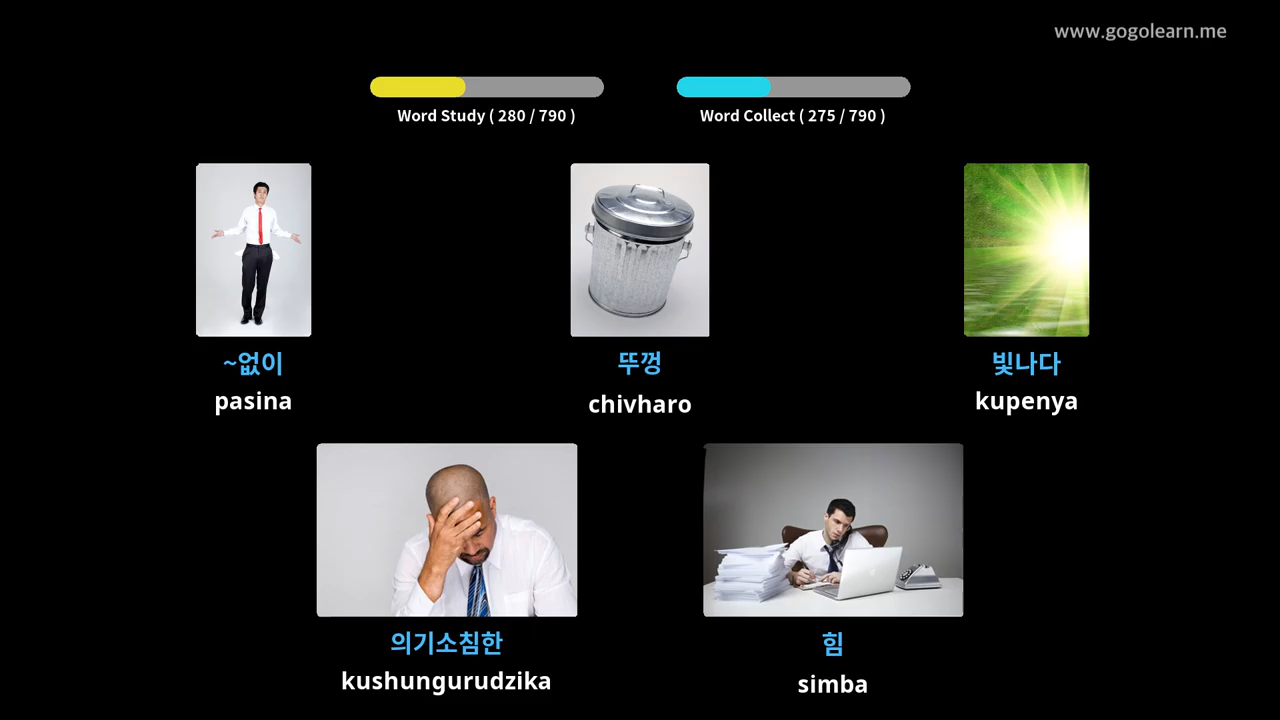 www.gogolearn.me
Word Study ( 280 / 790 )
Word Collect ( 275 / 790 )
~없이
pasina
뚜껑
chivharo
빛나다
kupenya
의기소침한
kushungurudzika
힘
simba